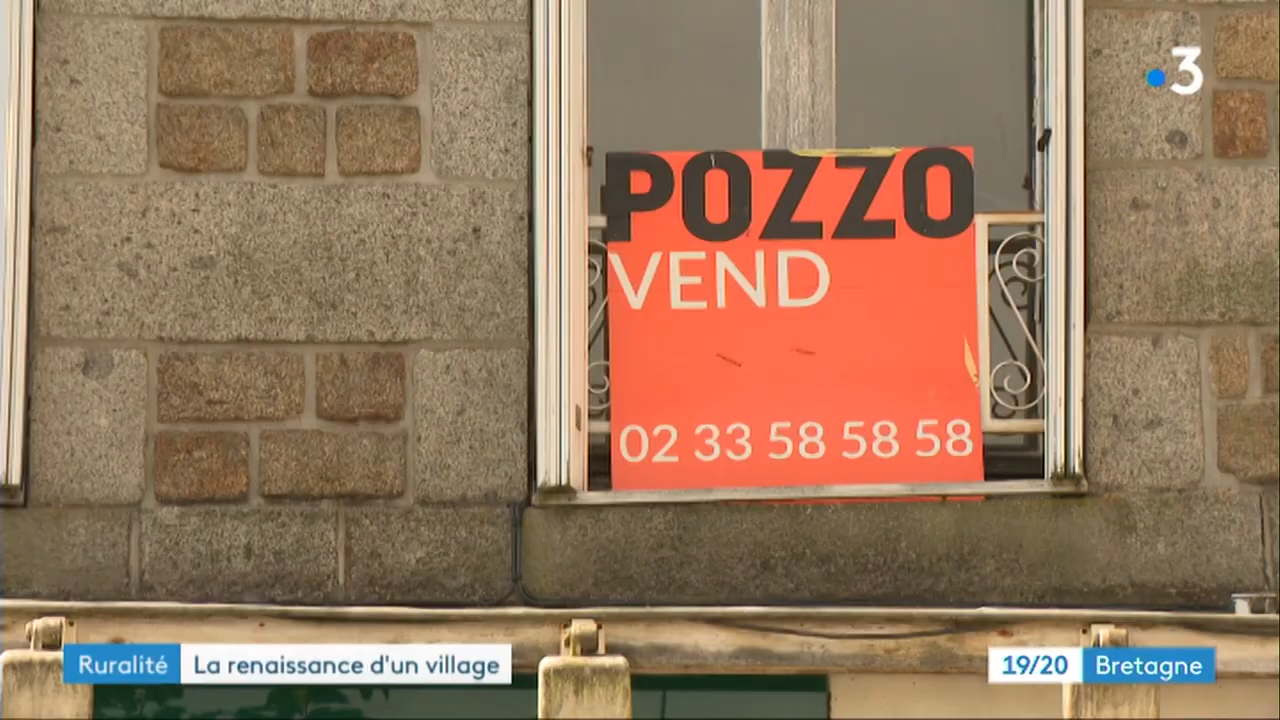 3
POZZO
VEND
02 33 58 58 58
Ruralité La renaissance d'un village
19/20 Bretagne